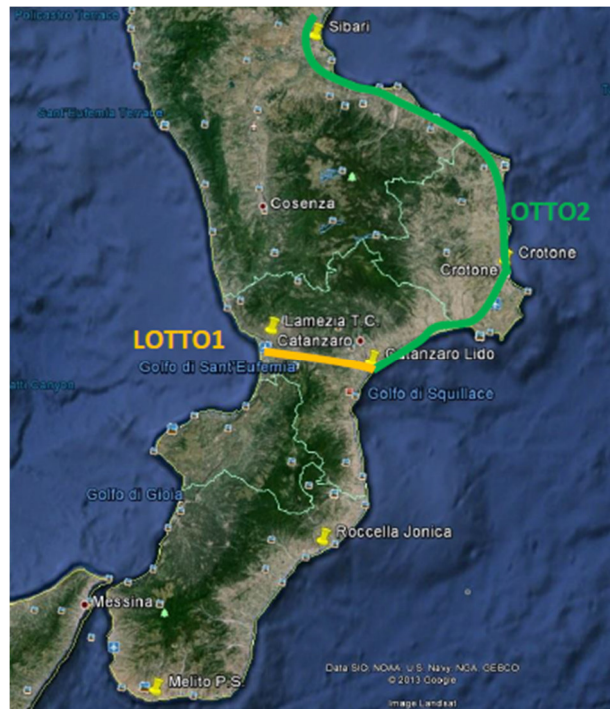 Policastro Terrace
Sibari
Sant'Eufemia Terrace
Cosenza
LOTTO2
Crotone
Crotone
Lamezia T.C.
LOTTO1
Catanzaro
Catanzaro Lido
Golfo di Sant'Eufemia
Golfo di Squillace
Golfo di Gioia
Roccella Jonica
Messina
Melito P.S.
Data SIO, NOAA, U.S. Navy, NGA, GEBCO
© 2013 Google
Image Landsat